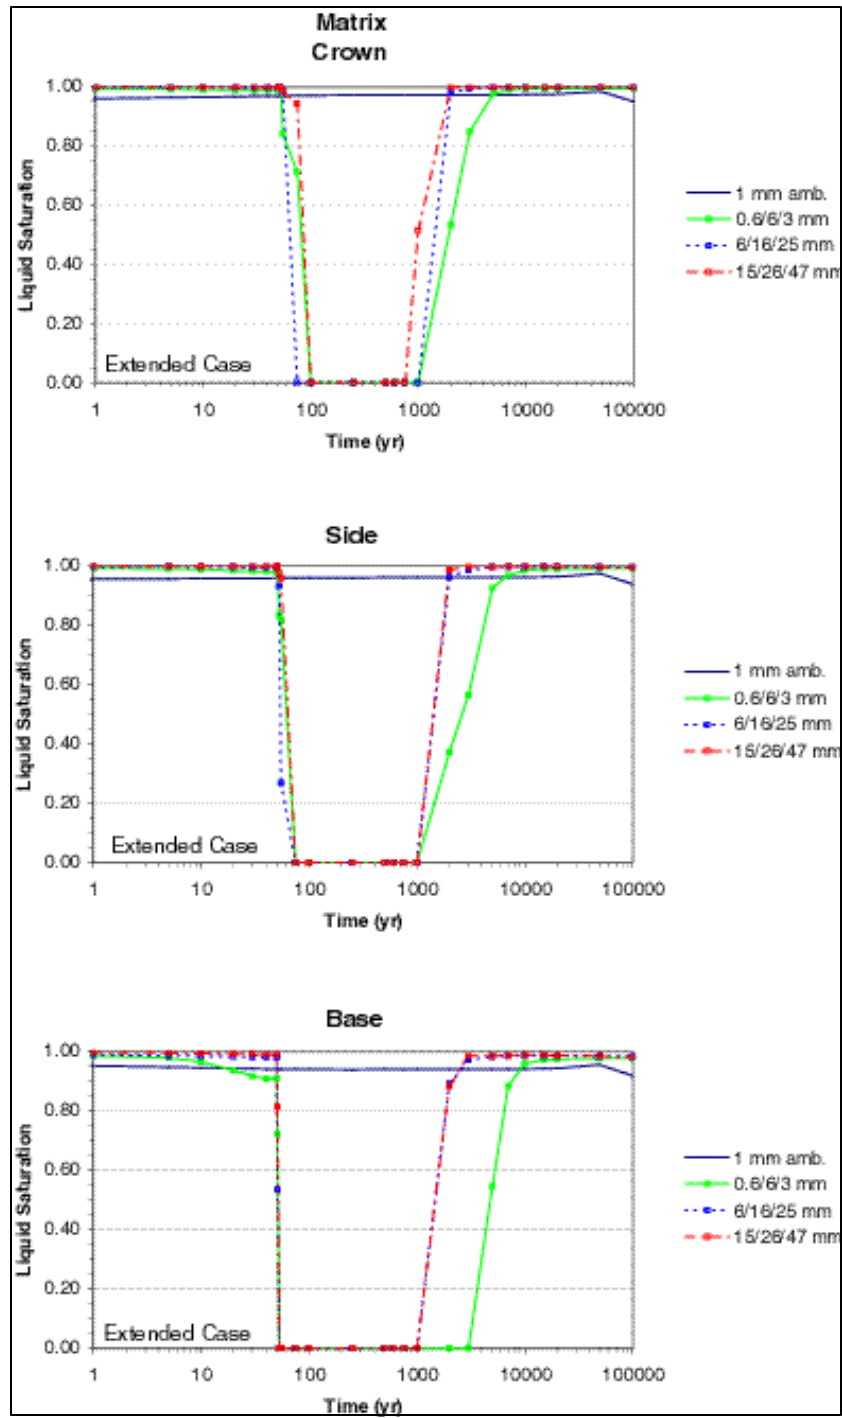 Matrix
Crown
1.00
0.80
0.60
0.40
0.20
0.00
Liquid Saturation
Extended Case
1 10 100 1000 10000 100000
Time (yr)
1 mm amb.
0.6/6/3 mm
6/16/25 mm
15/26/47 mm
Side
1.00
0.80
0.60
0.40
0.20
0.00
Liquid Saturation
Extended Case
1 10 100 1000 10000 100000
Time (yr)
1 mm amb.
0.6/6/3 mm
6/16/25 mm
15/26/47 mm
Base
1.00
0.80
0.60
0.40
0.20
0.00
Liquid Saturation
Extended Case
1 10 100 1000 10000 100000
Time (yr)
1 mm amb.
0.6/6/3 mm
6/16/25 mm
15/26/47 mm